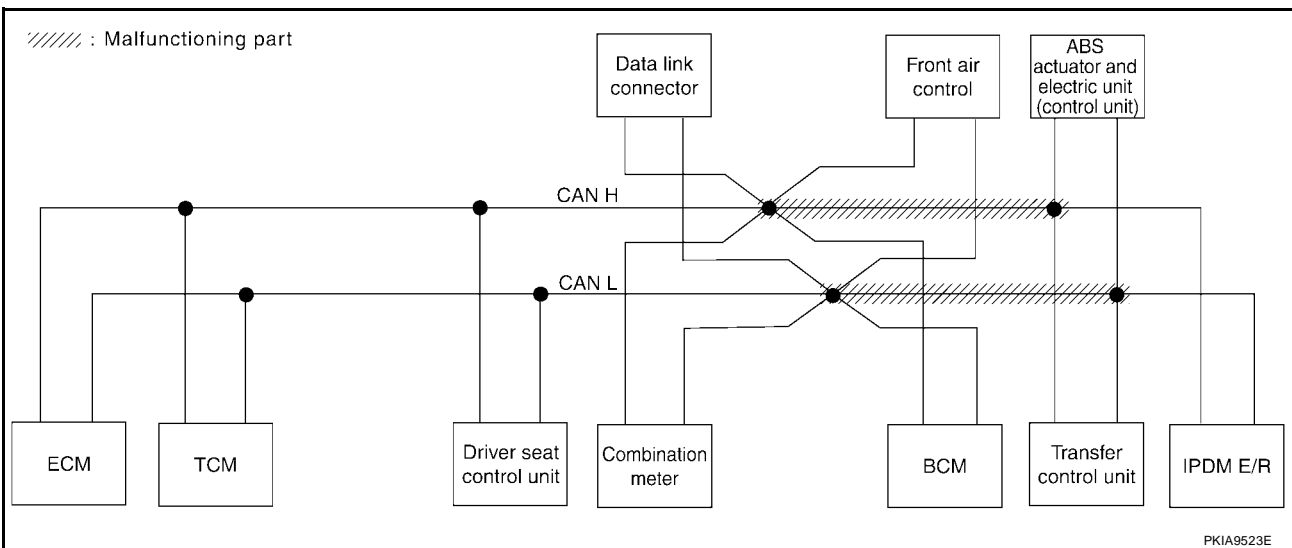 : Malfunctioning part
Data link
connector
Front air
control
ABS
actuator and
electric unit
(control unit)
CAN H
CAN L
ECM
TCM
Driver seat
control unit
Combination
meter
BCM
Transfer
control unit
IPDM E/R
PKIA9523E